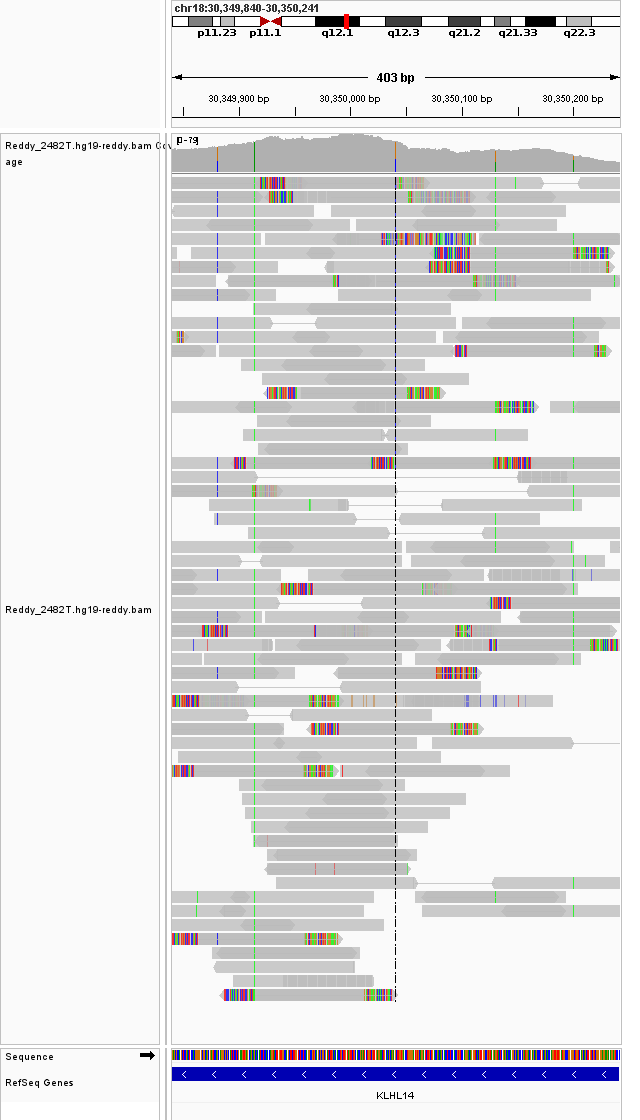 chr18:30,349,840-30,350,241
p11.23 p11.1 q12.1 q12.3 q21.2 q21.33 q22.3
403 bp
30,349,900 bp 30,350,000 bp 30,350,100 bp 30,350,200 bp
Reddy_2482T.hg19-reddy.bam Cov
age
[0-79]
Reddy_2482T.hg19-reddy.bam
Sequence
RefSeq Genes
KLHL14